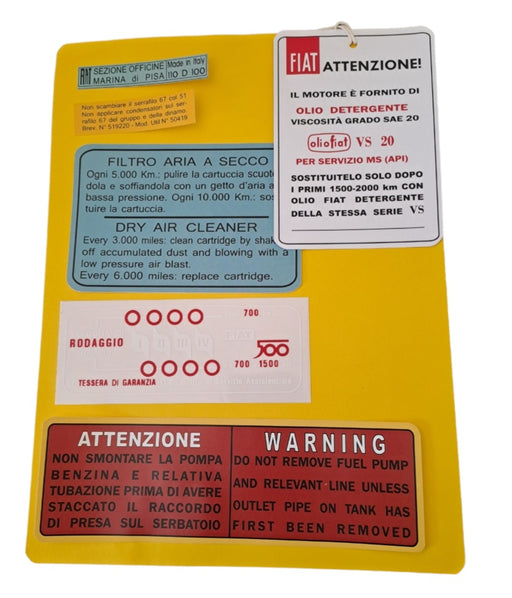 FIAT SEZIONE OFFICINE Made in Italy
MARINA di PISA 110 D 100
Non scambiare il serrafilo 67 col 51
Non applicare condensatori sul ser-
rafilo 67 del gruppo e della dinamo.
Brev. N° 519220 - Mod. Util N° 50419
FIAT ATTENZIONE!
IL MOTORE È FORNITO DI
OLIO DETERGENTE
VISCOSITÀ GRADO SAE 20
oliofiat VS 20
PER SERVIZIO MS (API)
SOSTITUITELO SOLO DOPO
I PRIMI 1500-2000 km CON
OLIO FIAT DETERGENTE
DELLA STESSA SERIE VS
FILTRO ARIA A SECCO
Ogni 5.000 Km.: pulire la cartuccia scuoten
dola e soffiandola con un getto d'aria a
bassa pressione. Ogni 10.000 Km.: sos
tuire la cartuccia.
DRY AIR CLEANER
Every 3.000 miles: clean cartridge by shak
off accumulated dust and blowing with a
low pressure air blast.
Every 6.000 miles: replace cartridge.
700
RODAGGIO
500
700 1500
TESSERA DI GARANZIA
ATTENZIONE
NON SMONTARE LA POMPA
BENZINA E RELATIVA
TUBAZIONE PRIMA DI AVERE
STACCATO IL RACCORDO
DI PRESA SUL SERBATOIO
WARNING
DO NOT REMOVE FUEL PUMP
AND RELEVANT LINE UNLESS
OUTLET PIPE ON TANK HAS
FIRST BEEN REMOVED